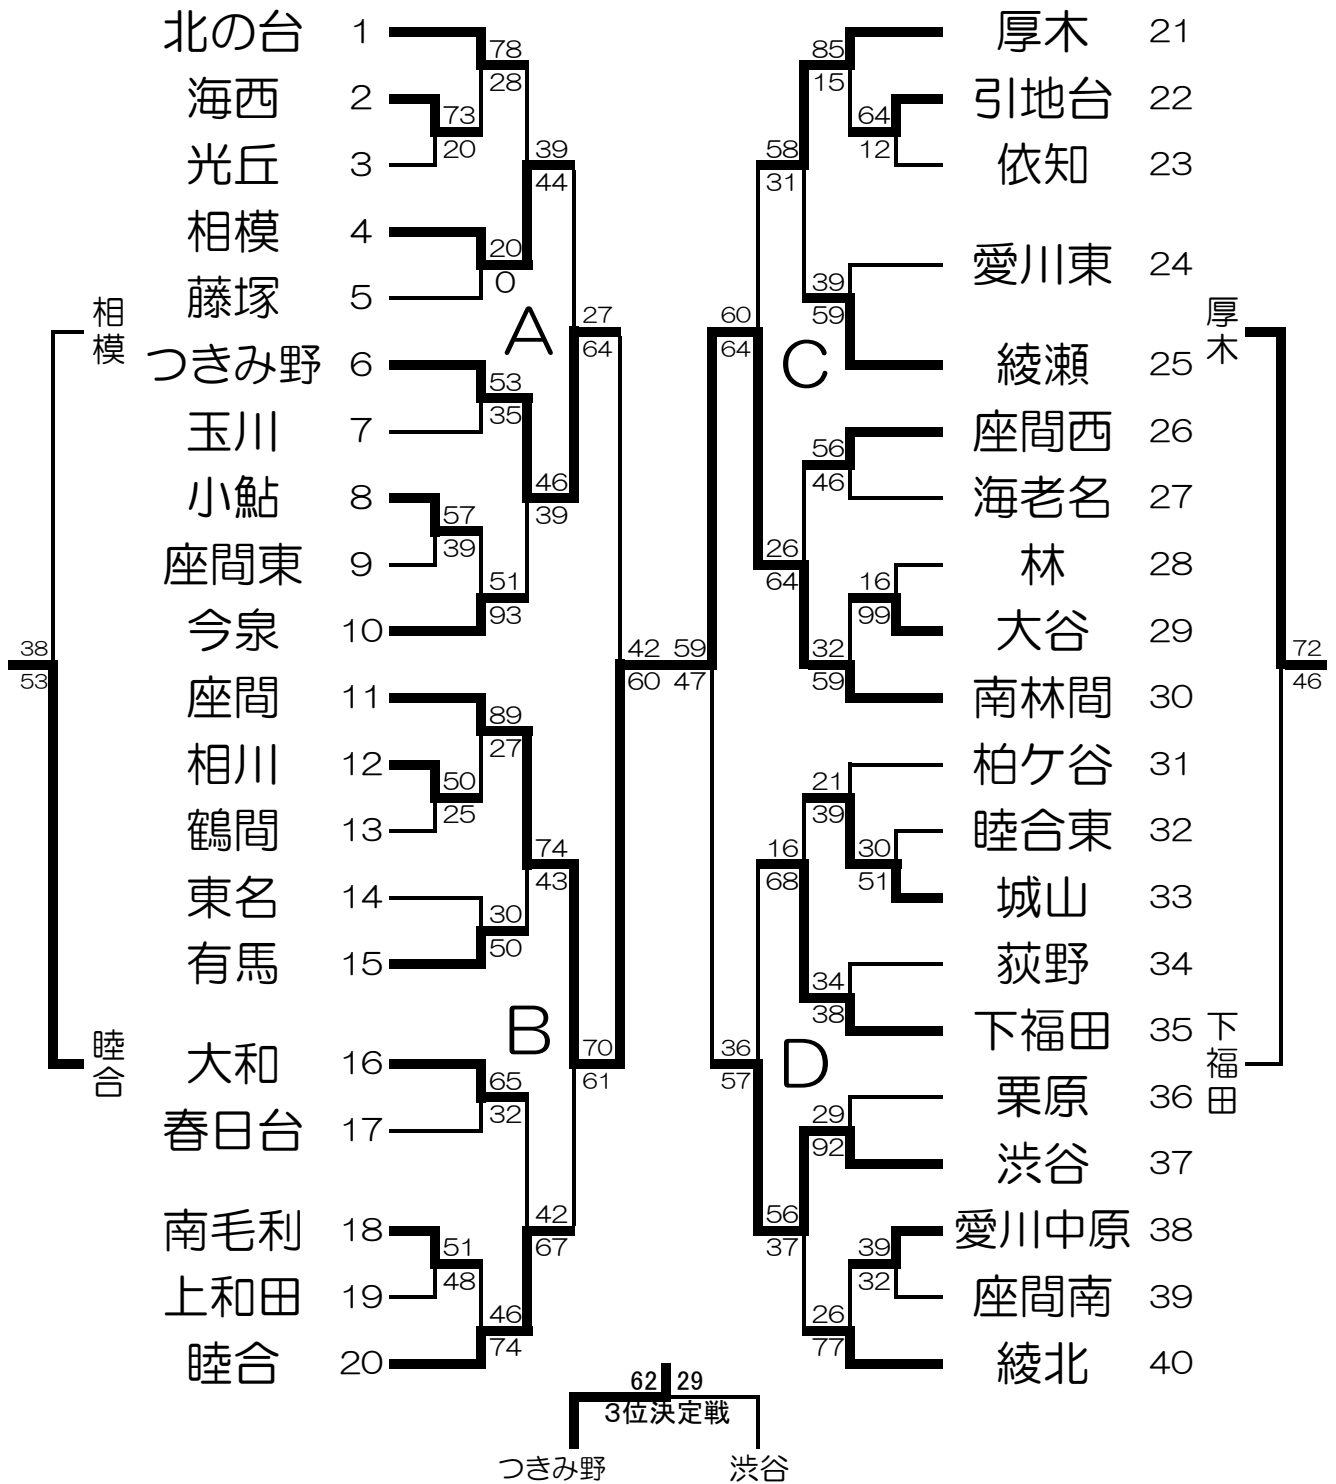 北の台 1
78
28
海西 2
73
20
光丘 3
39
44
相模 4
20
0
藤塚 5
相模
A
27
64
つきみ野 6
53
35
玉川 7
小鮎 8
57
39
46
39
座間東 9
51
93
今泉 10
38
53
42
60
座間 11
89
27
相川 12
50
25
鶴間 13
74
43
東名 14
30
50
有馬 15
B
睦合
70
61
大和 16
65
32
春日台 17
南毛利 18
51
48
42
67
上和田 19
46
74
睦合 20
厚木 21
85
15
引地台 22
64
12
依知 23
58
31
愛川東 24
39
59
厚木
60
64
C
綾瀬 25
座間西 26
56
46
海老名 27
林 28
16
99
26
64
大谷 29
32
59
59
47
72
46
南林間 30
柏ケ谷 31
21
39
睦合東 32
30
51
16
68
城山 33
荻野 34
34
38
下福田 35
下福田
36
57
D
栗原 36
29
92
渋谷 37
56
37
愛川中原 38
39
32
座間南 39
26
77
綾北 40
62 29
3位決定戦
つきみ野 渋谷